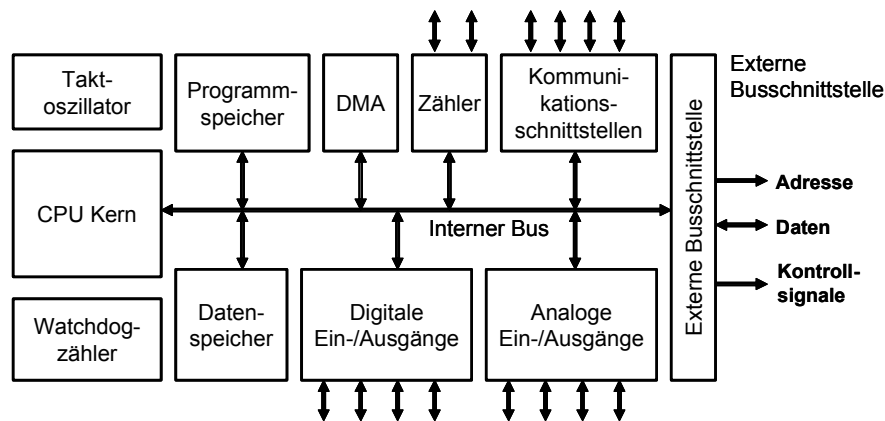 Takt-
oszillator
Programm-
speicher
DMA
Zähler
Kommuni-
kations-
schnittstellen
Externe
Busschnittstelle
CPU Kern
Interner Bus
Externe Busschnittstelle
Adresse
Daten
Kontroll-
signale
Watchdog-
zähler
Daten-
speicher
Digitale
Ein-/Ausgänge
Analoge
Ein-/Ausgänge